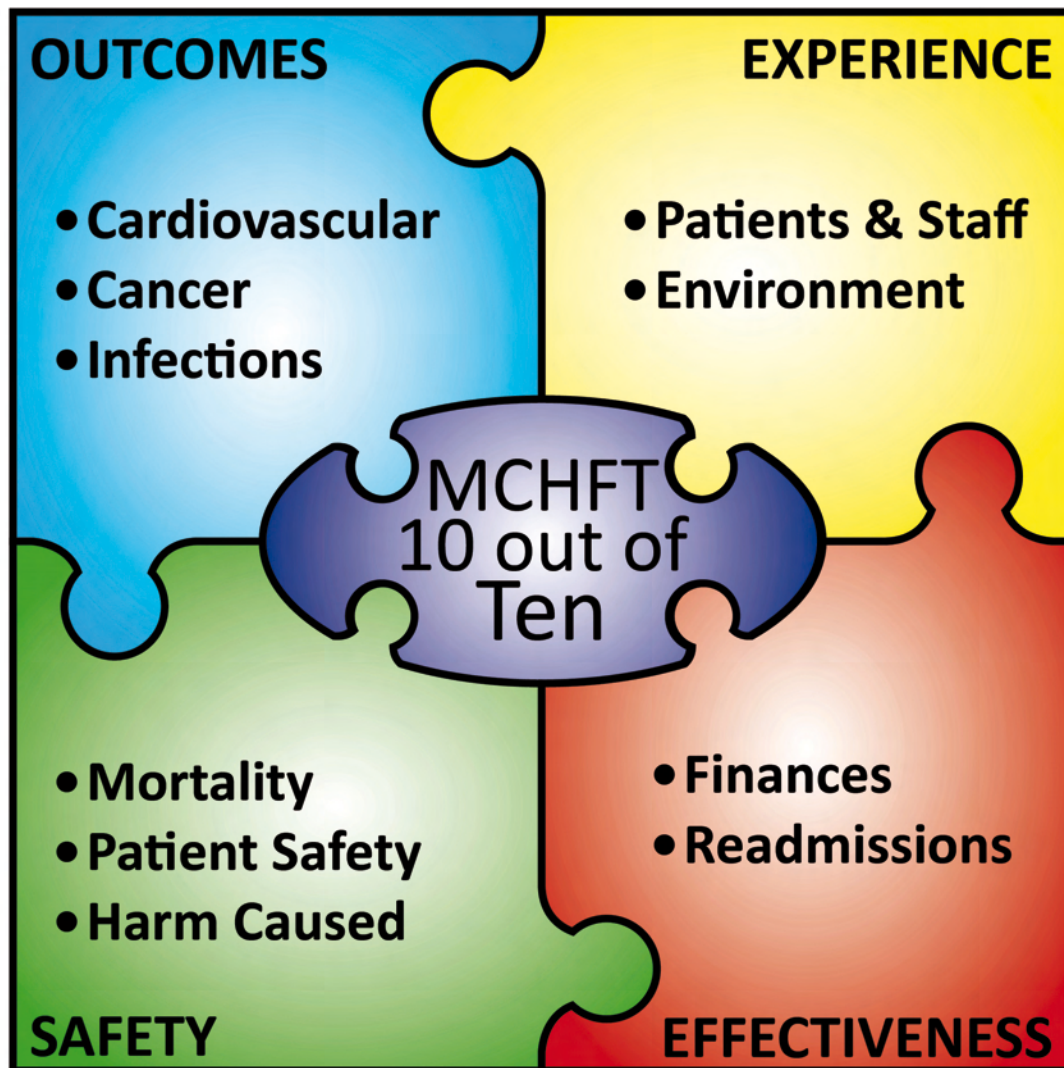 OUTCOMES
• Cardiovascular
• Cancer
• Infections
EXPERIENCE
• Patients & Staff
• Environment
MCHFT
10 out of
Ten
• Mortality
• Patient Safety
• Harm Caused
SAFETY
• Finances
• Readmissions
EFFECTIVENESS